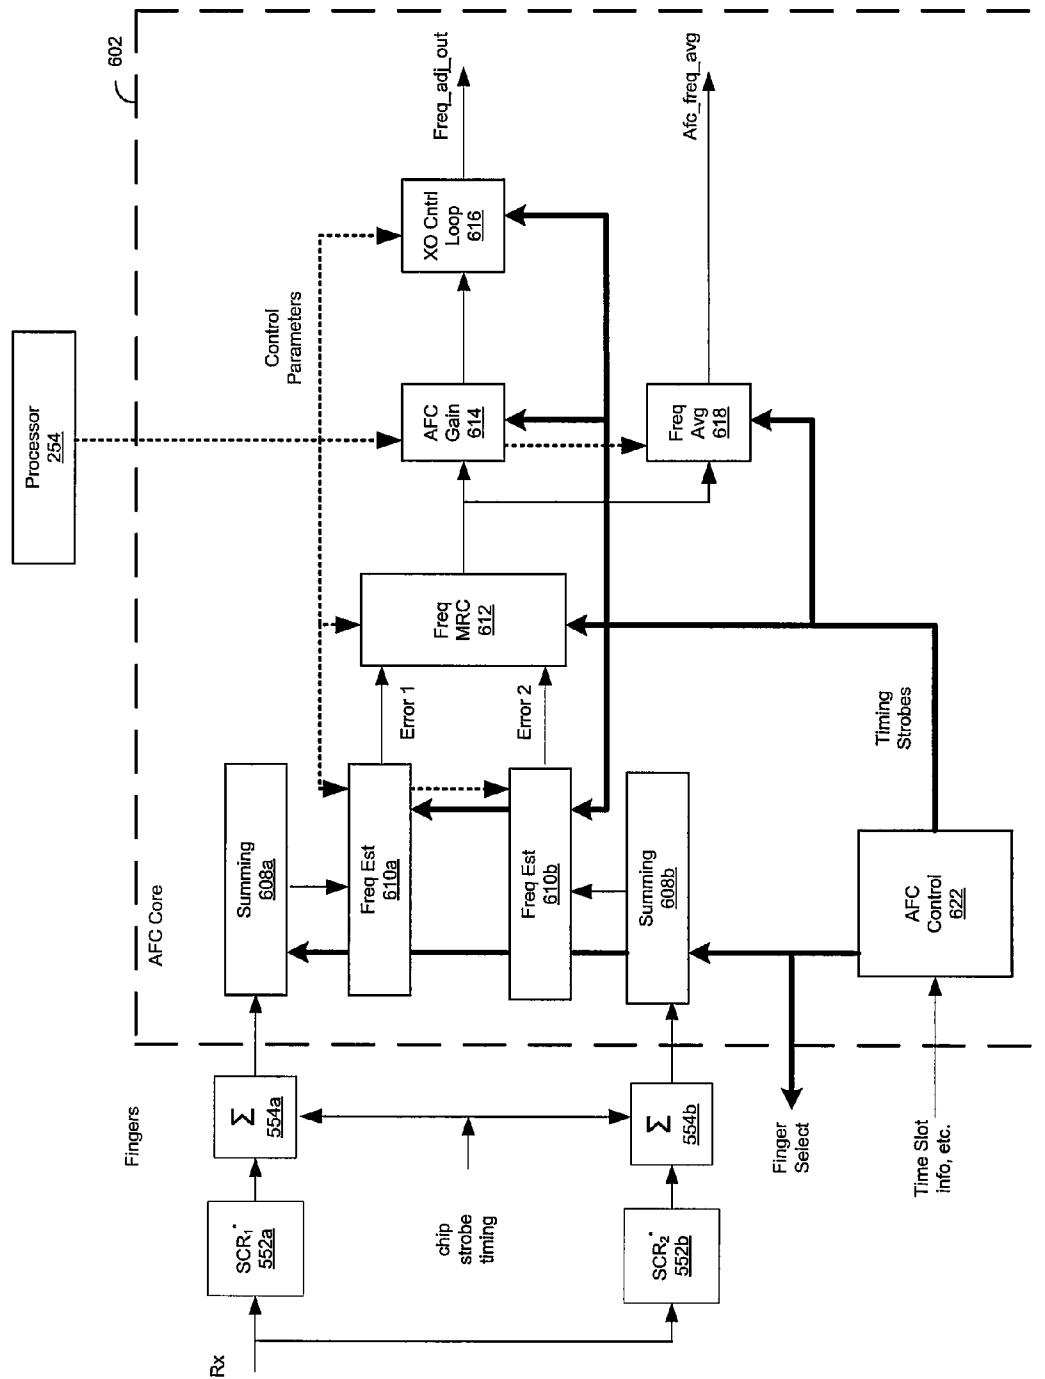 Processor
254
602
AFC Core
Fingers
Rx
SCR1*
552a
Σ
554a
Summing
608a
Freq Est
610a
Error 1
Control
Parameters
Freq
MRC
612
AFC
Gain
614
XO Cntrl
Loop
616
Freq_adj_out
chip
strobe
timing
Freq Est
610b
Error 2
SCR2*
552b
Σ
554b
Summing
608b
Freq
Avg
618
Afc_freq_avg
Finger
Select
Time Slot
info, etc.
AFC
Control
622
Timing
Strobes